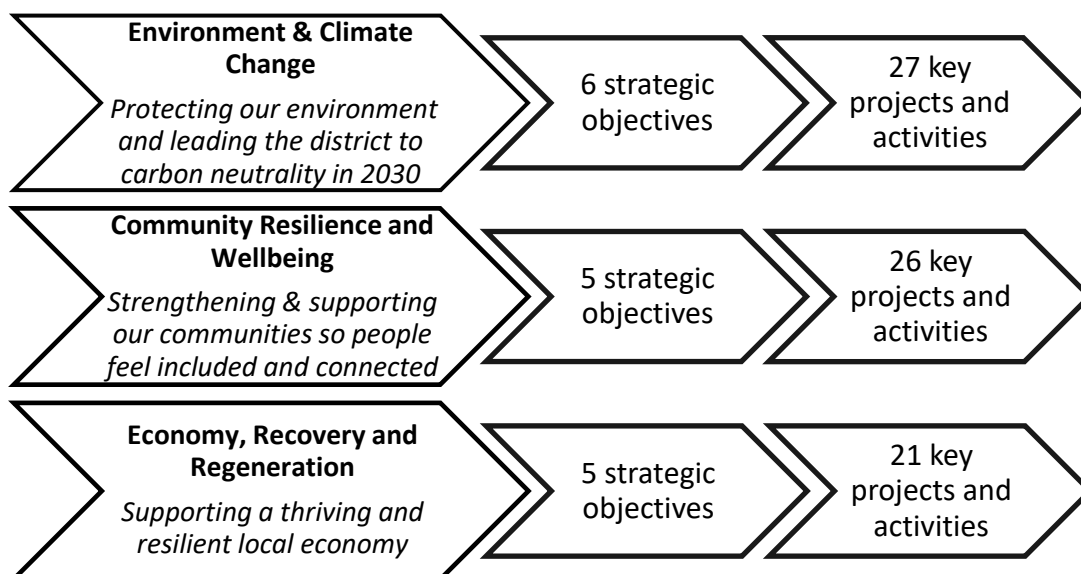 Environment & Climate
Change
Protecting our environment
and leading the district to
carbon neutrality in 2030
6 strategic
objectives
27 key
projects and
activities
Community Resilience and
Wellbeing
Strengthening & supporting
our communities so people
feel included and connected
5 strategic
objectives
26 key
projects and
activities
Economy, Recovery and
Regeneration
Supporting a thriving and
resilient local economy
5 strategic
objectives
21 key
projects and
activities